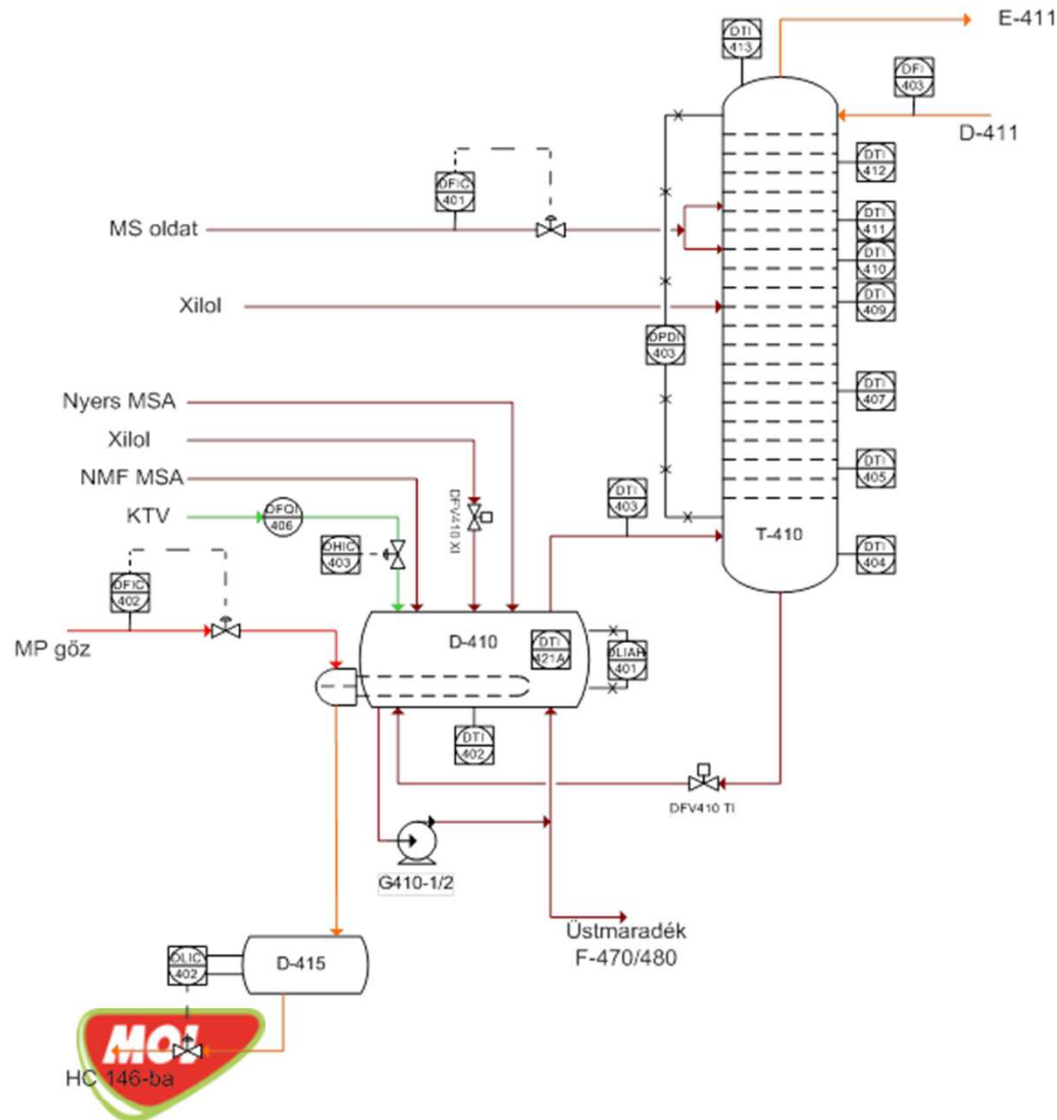 E-411
DTI
413
DFI
403
D-411
DTI
412
DFIC
401
MS oldat
DTI
411
DTI
410
Xilol
DTI
409
DPDI
403
Nyers MSA
DTI
407
Xilol
NMF MSA
DTI
405
DTI
403
KTV
DFQI
406
DFV410 XI
T-410
DHIC
403
DTI
404
DFIC
402
MP gőz
D-410
DTI
421A
DLIAH
401
DTI
402
DFV410 TI
G410-1/2
Üstmaradék
F-470/480
DLIC
402
D-415
MOL
HC 146-ba